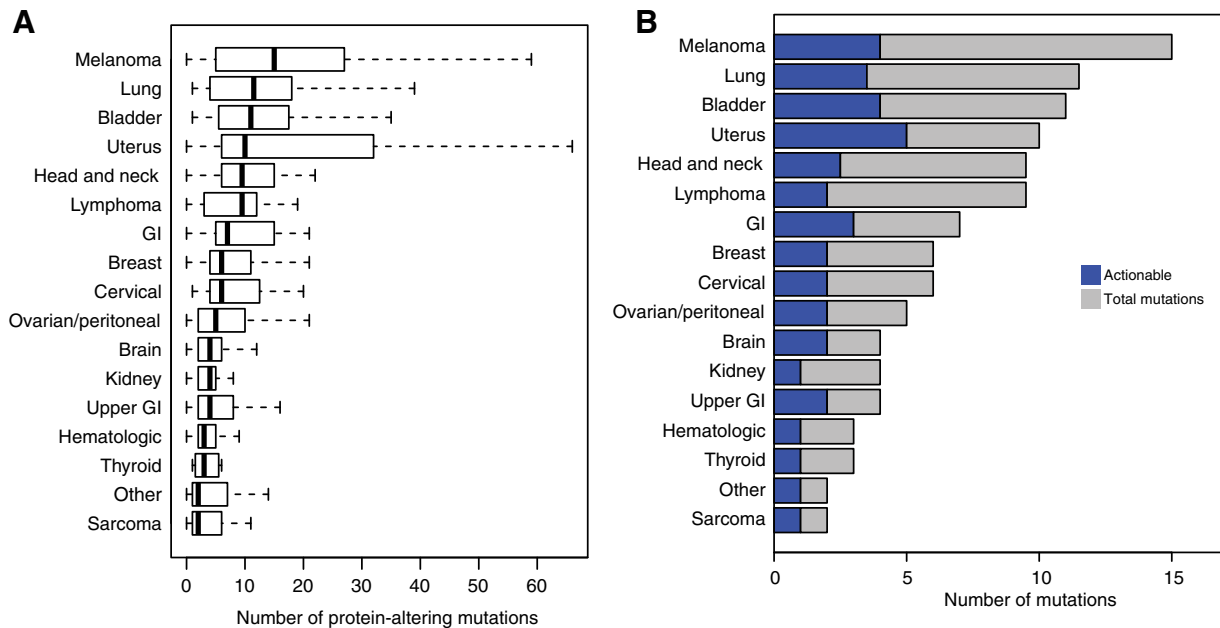 A
Melanoma
Lung
Bladder
Uterus
Head and neck
Lymphoma
GI
Breast
Cervical
Ovarian/peritoneal
Brain
Kidney
Upper GI
Hematologic
Thyroid
Other
Sarcoma
0 10 20 30 40 50 60
Number of protein-altering mutations
B
Melanoma
Lung
Bladder
Uterus
Head and neck
Lymphoma
GI
Breast
Cervical
Ovarian/peritoneal
Brain
Kidney
Upper GI
Hematologic
Thyroid
Other
Sarcoma
Actionable
Total mutations
0 5 10 15
Number of mutations